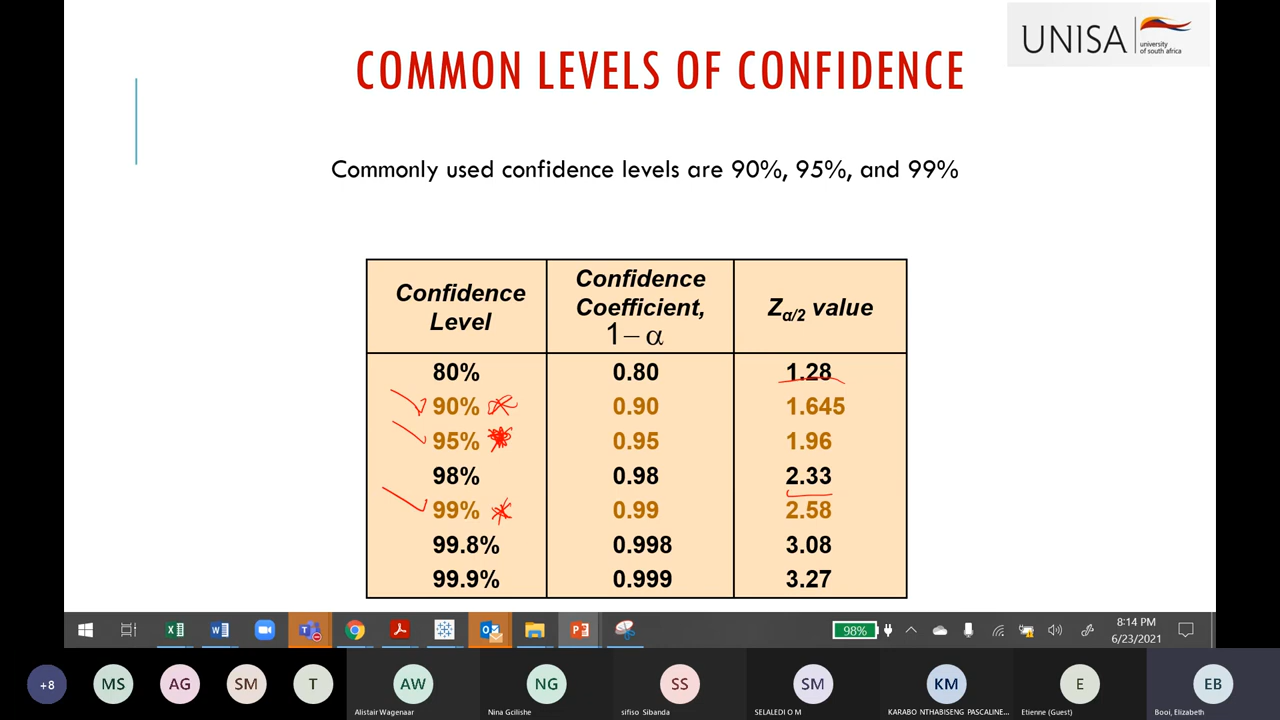 UNISA
university
of south africa
COMMON LEVELS OF CONFIDENCE
Commonly used confidence levels are 90%, 95%, and 99%
Confidence Level
Confidence Coefficient, 1 − α
Zα/2 value
80% 0.80 1.28
90% 0.90 1.645
95% 0.95 1.96
98% 0.98 2.33
99% 0.99 2.58
99.8% 0.998 3.08
99.9% 0.999 3.27
98%
8:14 PM
6/23/2021
+8
MS
AG
SM
T
AW
Alistair Wagenaar
NG
Nina Gcilishe
SS
sifiso Sibanda
SM
SELALEDI O M
KM
KARABO NTHABISENG PASCALINE...
E
Etienne (Guest)
EB
Booi, Elizabeth